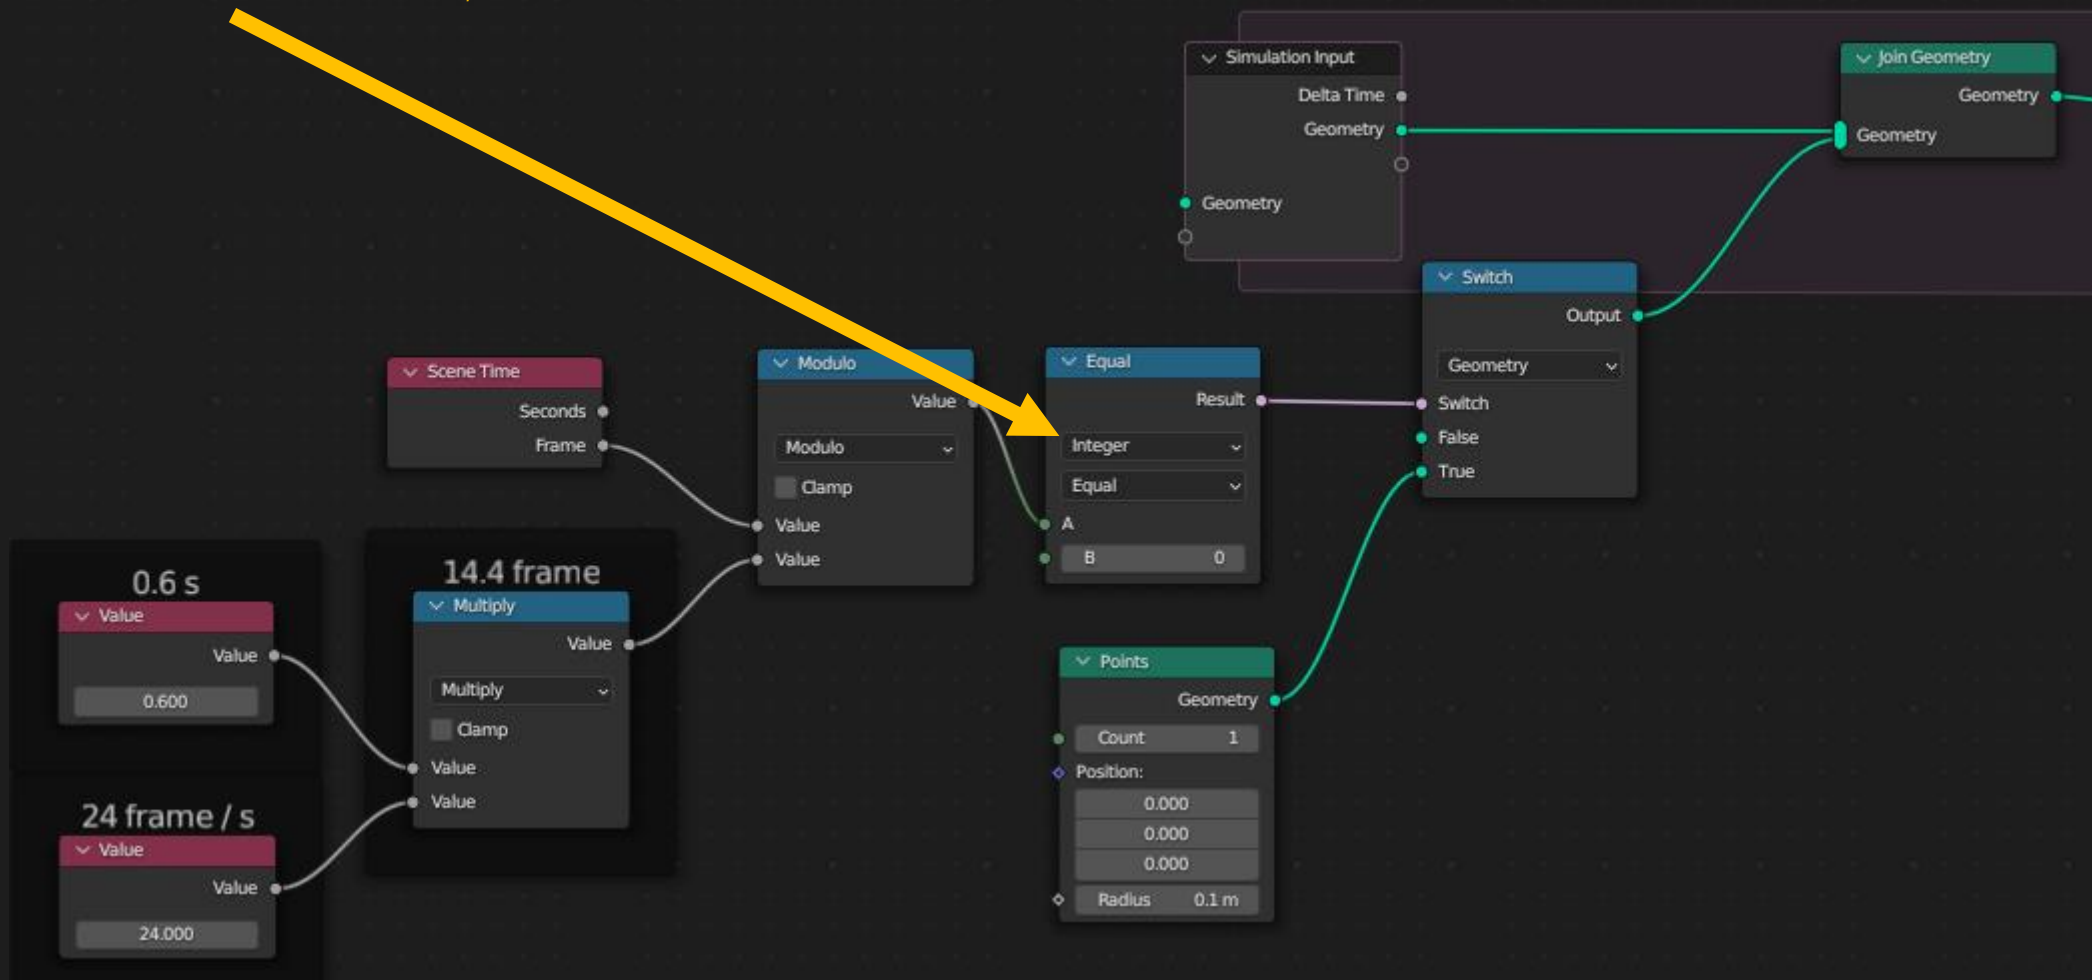 Simulation Input
Delta Time
Geometry
Geometry
Join Geometry
Geometry
Geometry
Switch
Output
Geometry
Switch
False
True
Scene Time
Seconds
Frame
Modulo
Value
Modulo
Clamp
Value
Value
Equal
Result
Integer
Equal
A
B 0
0.6 s
Value
Value
0.600
14.4 frame
Multiply
Value
Multiply
Clamp
Value
Value
24 frame / s
Value
Value
24.000
Points
Geometry
Count 1
Position:
0.000
0.000
0.000
Radius 0.1 m